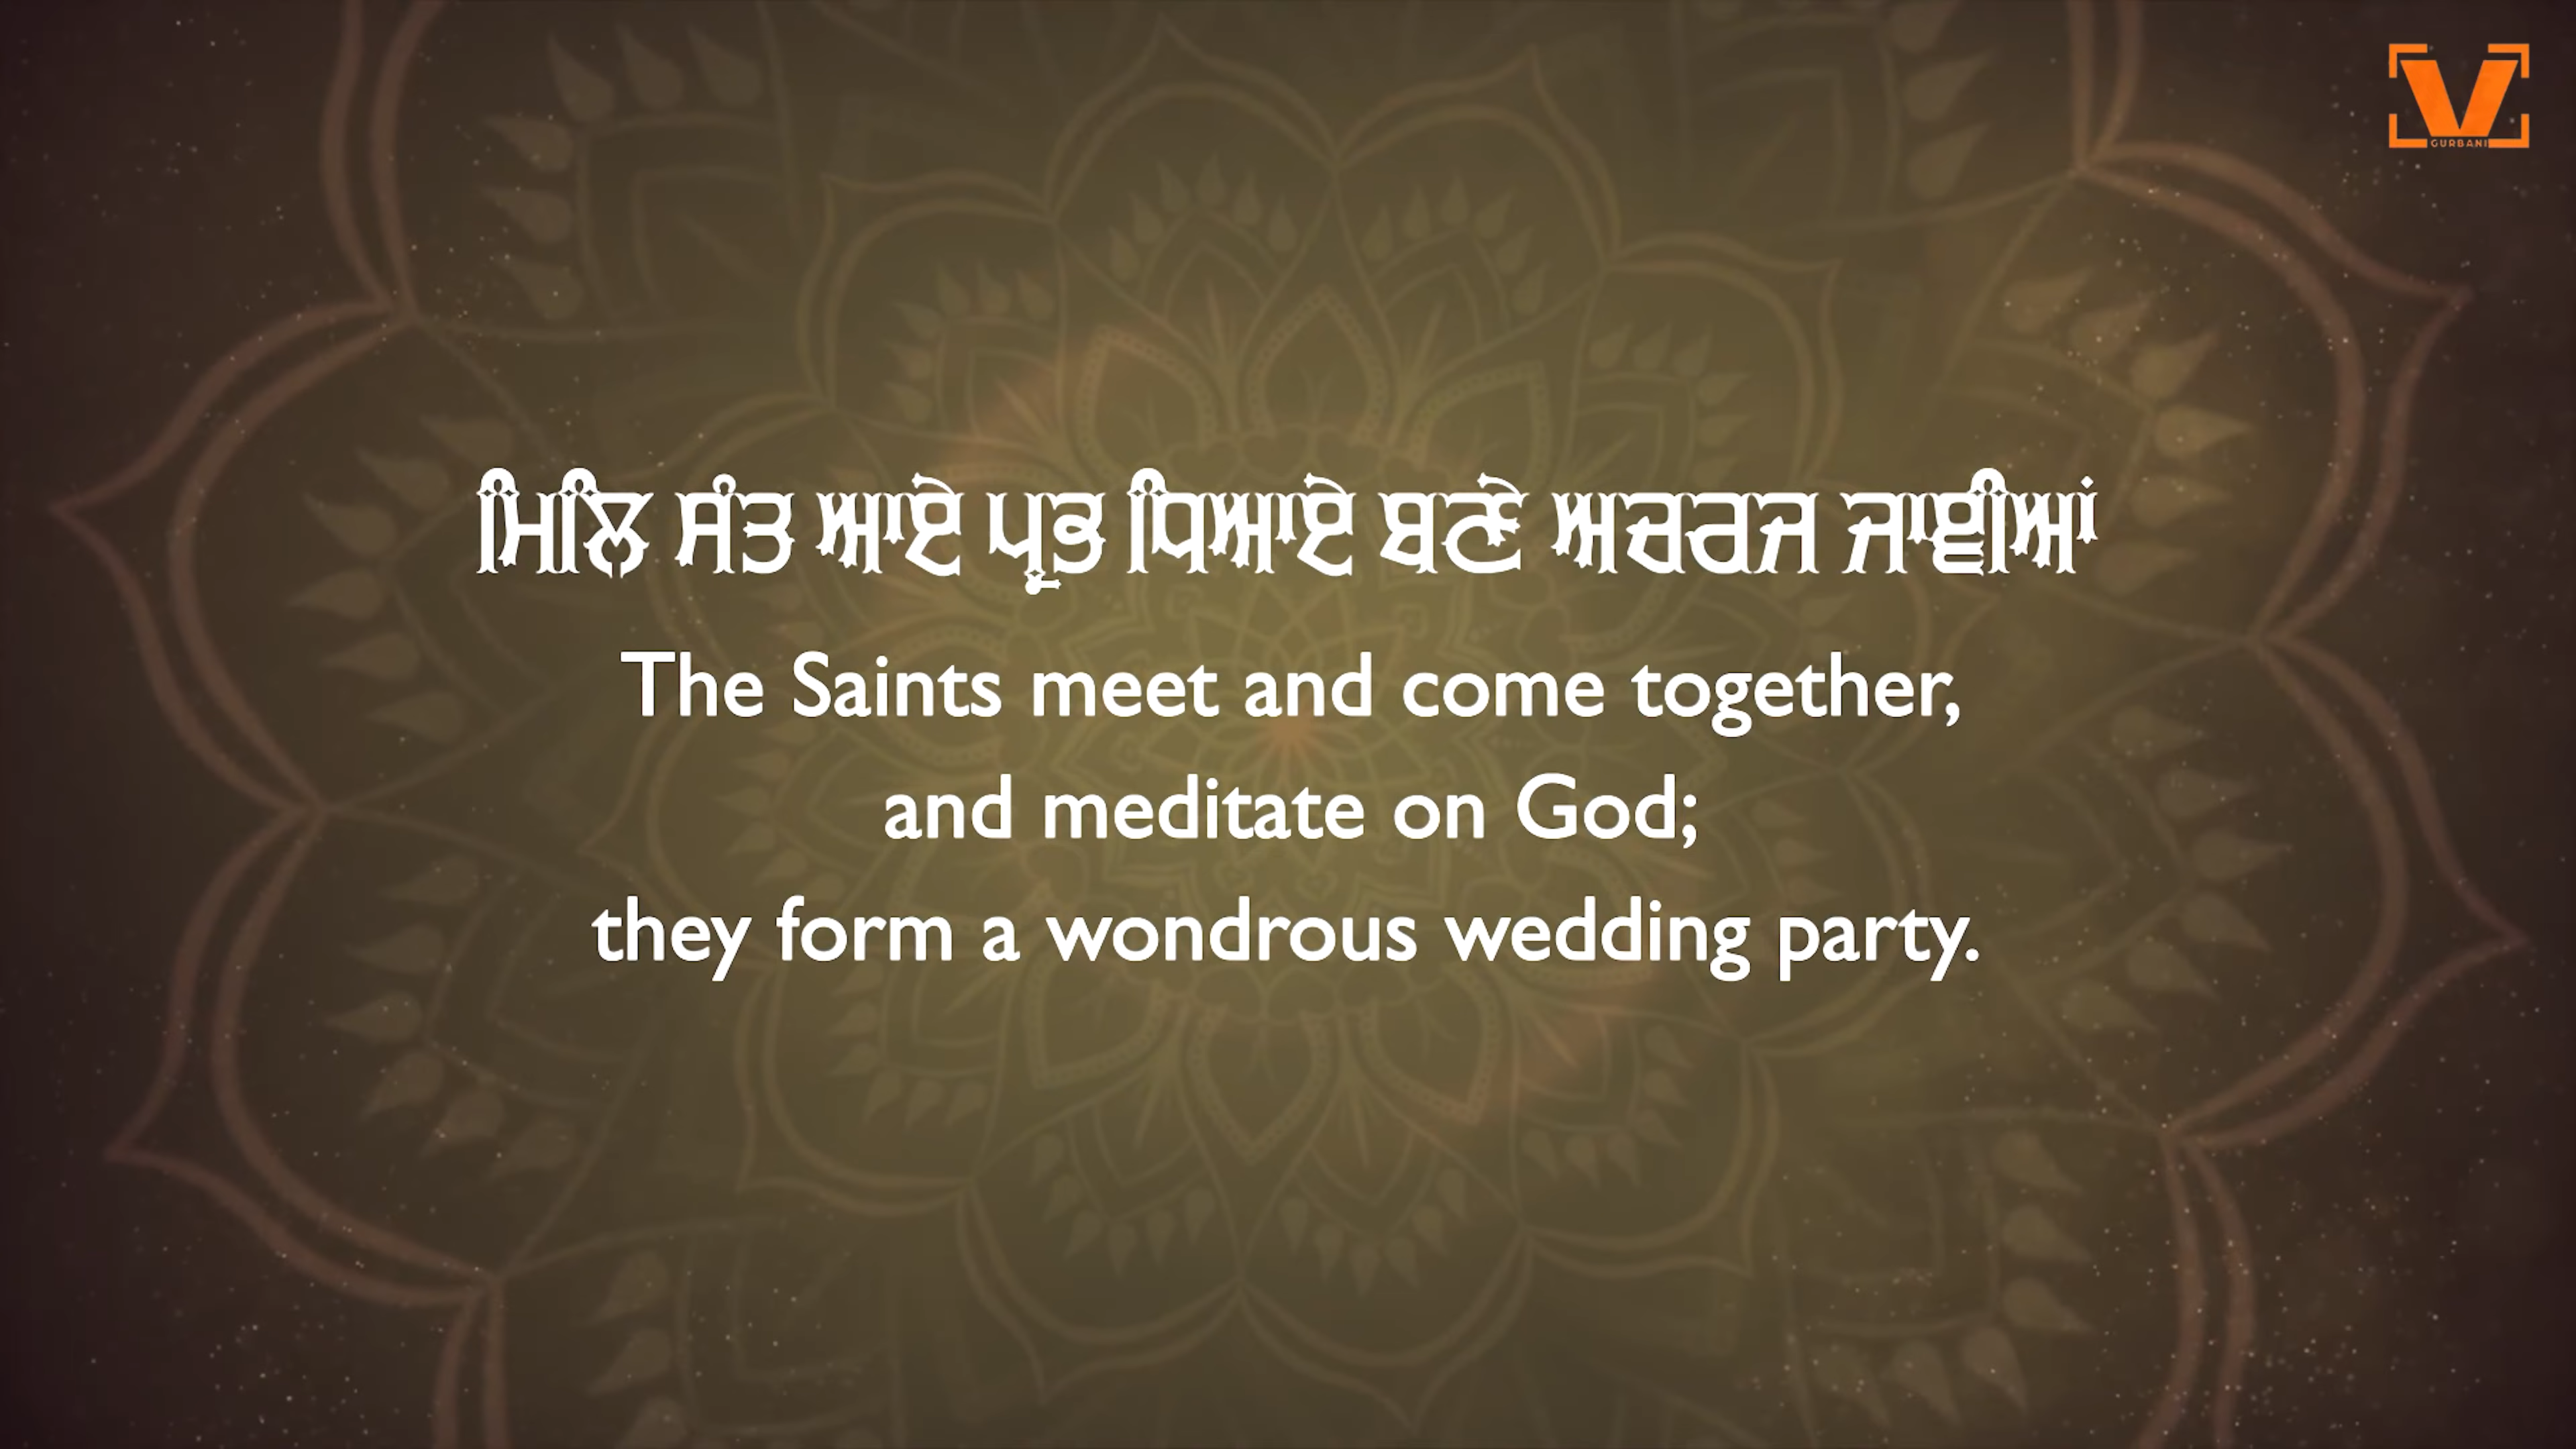 GURBANI
ਮਿਲਿ ਸੰਤ ਆਏ ਪ੍ਰਭ ਧਿਆਏ ਬਣੇ ਅਚਰਜ ਜਾਞੀਆਂ
The Saints meet and come together,
and meditate on God;
they form a wondrous wedding party.